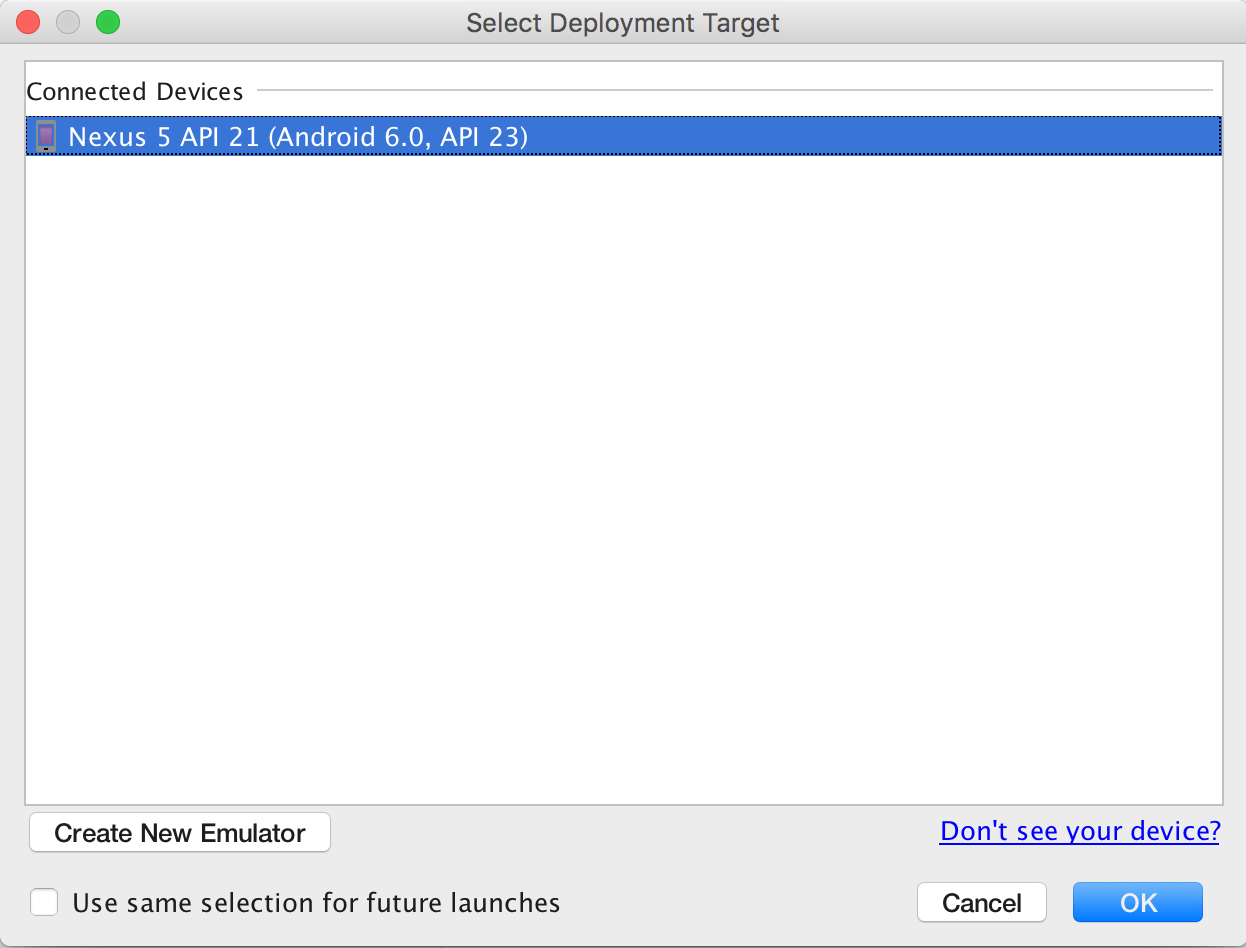 Select Deployment Target
Connected Devices
Nexus 5 API 21 (Android 6.0, API 23)
Create New Emulator
Don't see your device?
Use same selection for future launches
Cancel
OK